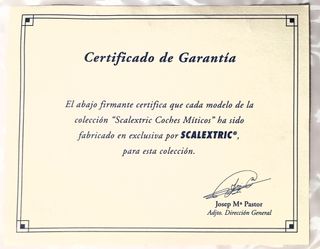 Certificado de Garantía
El abajo firmante certifica que cada modelo de la
colección "Scalextric Coches Míticos" ha sido
fabricado en exclusiva por SCALEXTRIC®,
para esta colección.
Josep Mª Pastor
Adjto. Dirección General